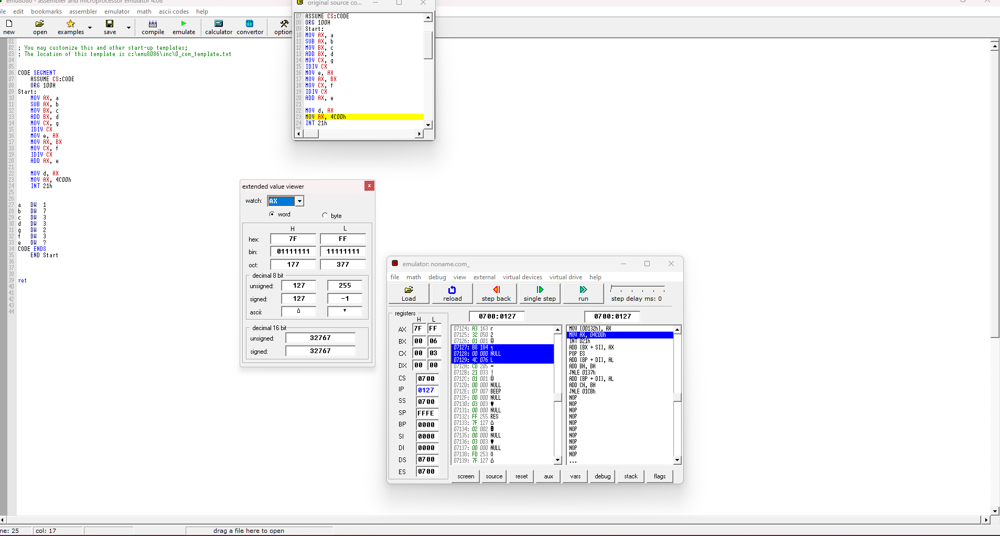 emu8086 - assembler and microprocessor emulator 4.08
ile edit bookmarks assembler emulator math ascii codes help
new open examples save compile emulate calculator convertor option
01
02 ; You may customize this and other start-up templates;
03 ; The location of this template is c:\emu8086\inc\0_com_template.txt
04
05
06 CODE SEGMENT
07 ASSUME CS:CODE
08 ORG 100H
09 Start:
10 MOV AX, a
11 SUB AX, b
12 MOV BX, c
13 ADD BX, d
14 MOV CX, g
15 IDIV CX
16 MOV e, AX
17 MOV AX, BX
18 MOV CX, f
19 IDIV CX
20 ADD AX, e
21
22 MOV d, AX
23 MOV AX, 4C00h
24 INT 21h
25
26
27 a DW 1
28 b DW 7
29 c DW 3
30 d DW 3
31 g DW 2
32 f DW 3
33 e DW ?
34 CODE ENDS
35 END Start
36
37
38
39 ret
40
41
42
43
44
original source co...
07 ASSUME CS:CODE
08 ORG 100H
09 Start:
10 MOV AX, a
11 SUB AX, b
12 MOV BX, c
13 ADD BX, d
14 MOV CX, g
15 IDIV CX
16 MOV e, AX
17 MOV AX, BX
18 MOV CX, f
19 IDIV CX
20 ADD AX, e
21
22 MOV d, AX
23 MOV AX, 4C00h
24 INT 21h
25
extended value viewer x
watch: AX
word byte
H L
hex: 7F FF
bin: 01111111 11111111
oct: 177 377
decimal 8 bit
unsigned: 127 255
signed: 127 -1
ascii:
decimal 16 bit
unsigned: 32767
signed: 32767
emulator: noname.com_
file math debug view external virtual devices virtual drive help
Load reload step back single step run step delay ms: 0
registers
H L
AX 7F FF
BX 00 06
CX 00 03
DX 00 00
CS 0700
IP 0127
SS 0700
SP FFFE
BP 0000
SI 0000
DI 0000
DS 0700
ES 0700
0700:0127
07124: A3 163
07125: 32 050 2
07126: 01 001
07127: B8 184
07128: 00 000 NULL
07129: 4C 076 L
0712A: CD 205 =
0712B: 21 033 !
0712C: 01 001
0712D: 00 000 NULL
0712E: 07 007 BEEP
0712F: 00 000 NULL
07130: 03 003 ♥
07131: 00 000 NULL
07132: FF 255 RES
07133: 7F 127 ⌂
07134: 02 002
07135: 00 000 NULL
07136: 03 003 ♥
07137: 00 000 NULL
07138: FD 253
07139: 7F 127 ⌂
0700:0127
MOV [00132h], AX
MOV AX, 04C00h
INT 021h
ADD [BX + SI], AX
POP ES
ADD [BP + DI], AL
ADD BH, BH
JNLE 0137h
ADD [BP + DI], AL
ADD CH, BH
JNLE 01CBh
NOP
NOP
NOP
NOP
NOP
NOP
NOP
NOP
NOP
NOP
...
screen source reset aux vars debug stack flags
ne: 25 col: 17 drag a file here to open